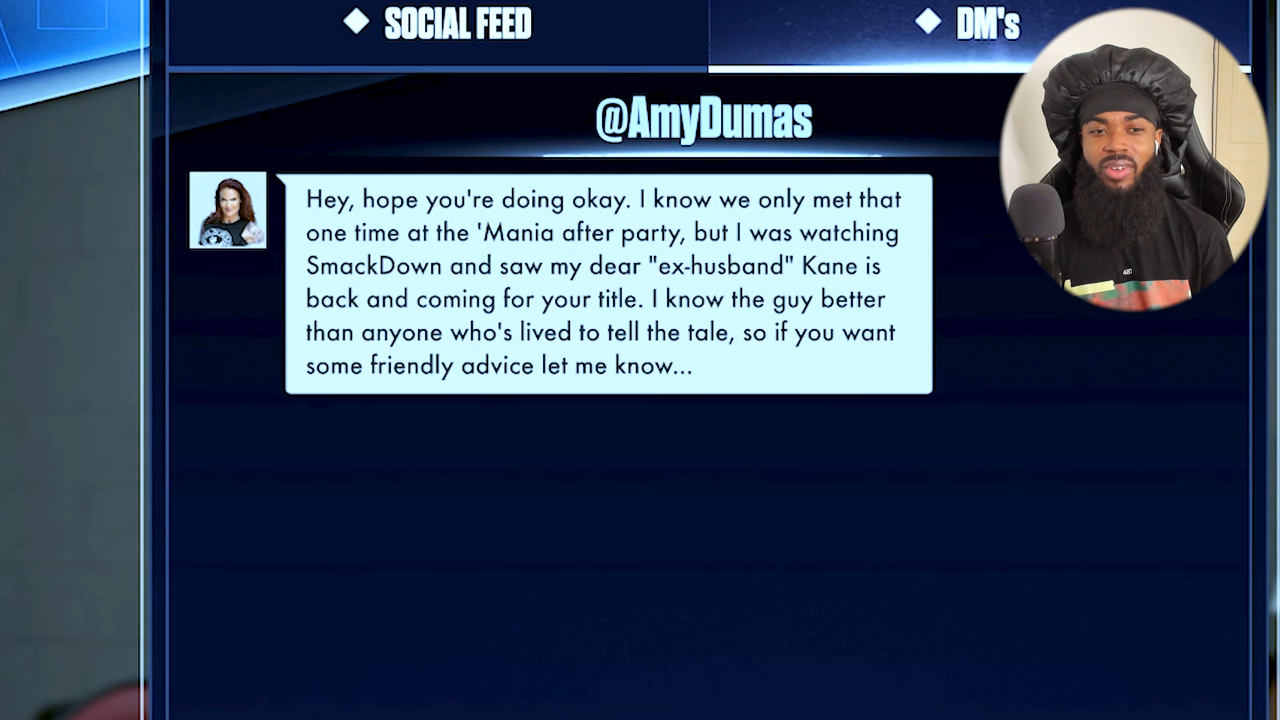 SOCIAL FEED
DM's
@AmyDumas
Hey, hope you're doing okay. I know we only met that
one time at the 'Mania after party, but I was watching
SmackDown and saw my dear "ex-husband" Kane is
back and coming for your title. I know the guy better
than anyone who's lived to tell the tale, so if you want
some friendly advice let me know...